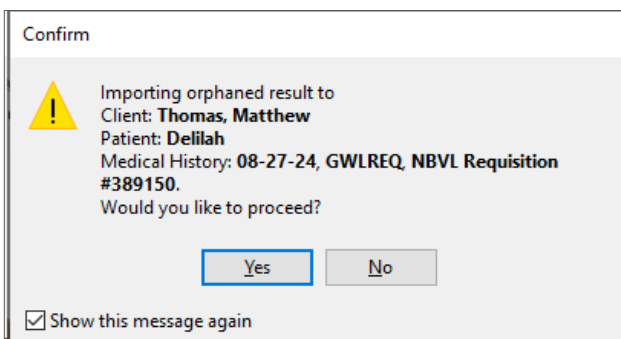 Confirm
Importing orphaned result to
Client: Thomas, Matthew
Patient: Delilah
Medical History: 08-27-24, GWLREQ, NBVL Requisition
#389150.
Would you like to proceed?
Yes
No
Show this message again